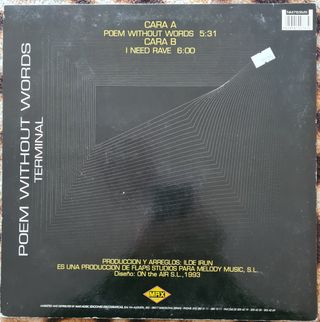 CARA A
POEM WITHOUT WORDS 5:31
CARA B
I NEED RAVE 6:00
POEM WITHOUT WORDS
TERMINAL
PRODUCCION Y ARREGLOS: ILDE IRUN
ES UNA PRODUCCION DE FLAPS STUDIOS PARA MELODY MUSIC, S.L.
Diseño: ON the AIR S.L.,1993
MAX